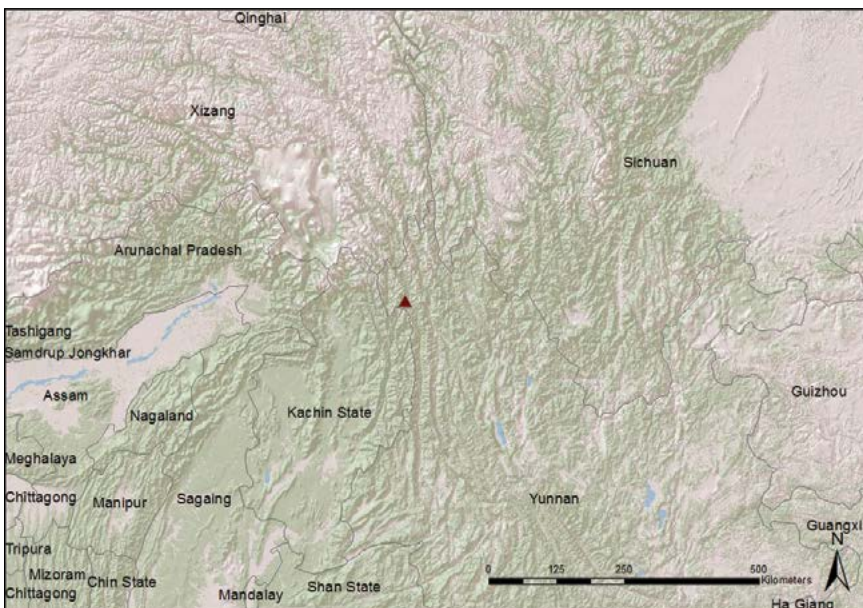 Qinghai
Xizang
Sichuan
Arunachal Pradesh
Tashigang
Samdrup Jongkhar
Assam
Guizhou
Nagaland
Kachin State
Meghalaya
Chittagong
Manipur
Sagaing
Yunnan
Guangxi
N
Tripura
Mizoram
Chin State
Shan State
0 125 250 500
Kilometers
Chittagong
Mandalay
Ha Giang